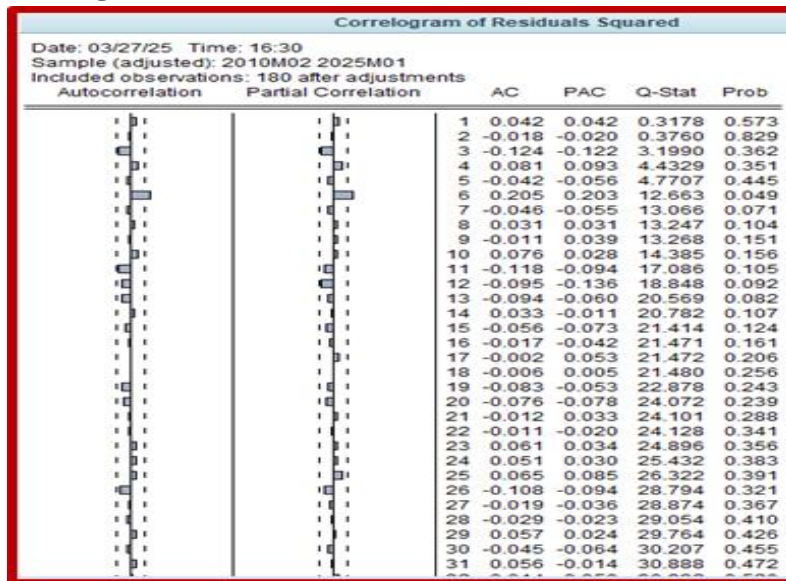 Correlogram of Residuals Squared
Date: 03/27/25 Time: 16:30
Sample (adjusted): 2010M02 2025M01
Included observations: 180 after adjustments
Autocorrelation Partial Correlation AC PAC Q-Stat Prob
1 0.042 0.042 0.3178 0.573
2 -0.018 -0.020 0.3760 0.829
3 -0.124 -0.122 3.1990 0.362
4 0.081 0.093 4.4329 0.351
5 -0.042 -0.056 4.7707 0.445
6 0.205 0.203 12.663 0.049
7 -0.046 -0.055 13.066 0.071
8 0.031 0.031 13.247 0.104
9 -0.011 0.039 13.268 0.151
10 0.076 0.028 14.385 0.156
11 -0.118 -0.094 17.086 0.105
12 -0.095 -0.136 18.848 0.092
13 -0.094 -0.060 20.569 0.082
14 0.033 -0.011 20.782 0.107
15 -0.056 -0.073 21.414 0.124
16 -0.017 -0.042 21.471 0.161
17 -0.002 0.053 21.472 0.206
18 -0.006 0.005 21.480 0.256
19 -0.083 -0.053 22.878 0.243
20 -0.076 -0.078 24.072 0.239
21 -0.012 0.033 24.101 0.288
22 -0.011 -0.020 24.128 0.341
23 0.061 0.034 24.896 0.356
24 0.051 0.030 25.432 0.383
25 0.065 0.085 26.322 0.391
26 -0.108 -0.094 28.794 0.321
27 -0.019 -0.036 28.874 0.367
28 -0.029 -0.023 29.054 0.410
29 0.057 0.024 29.764 0.426
30 -0.045 -0.064 30.207 0.455
31 0.056 -0.014 30.888 0.472